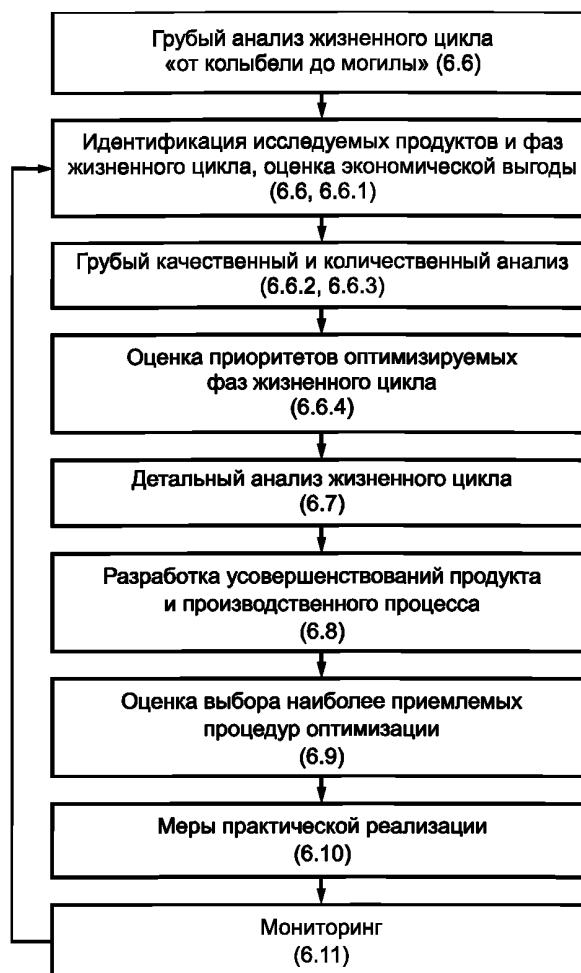 Грубый анализ жизненного цикла
«от колыбели до могилы» (6.6)
Идентификация исследуемых продуктов и фаз
жизненного цикла, оценка экономической выгоды
(6.6, 6.6.1)
Грубый качественный и количественный анализ
(6.6.2, 6.6.3)
Оценка приоритетов оптимизируемых
фаз жизненного цикла
(6.6.4)
Детальный анализ жизненного цикла
(6.7)
Разработка усовершенствований продукта
и производственного процесса
(6.8)
Оценка выбора наиболее приемлемых
процедур оптимизации
(6.9)
Меры практической реализации
(6.10)
Мониторинг
(6.11)